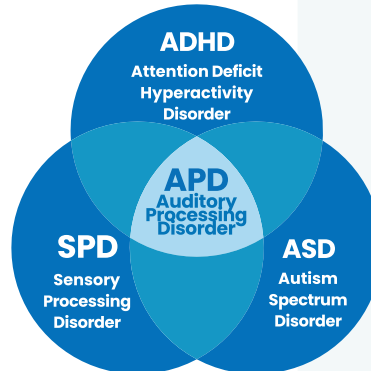 ADHD
Attention Deficit
Hyperactivity
Disorder
APD
Auditory
Processing
Disorder
SPD
Sensory
Processing
Disorder
ASD
Autism
Spectrum
Disorder